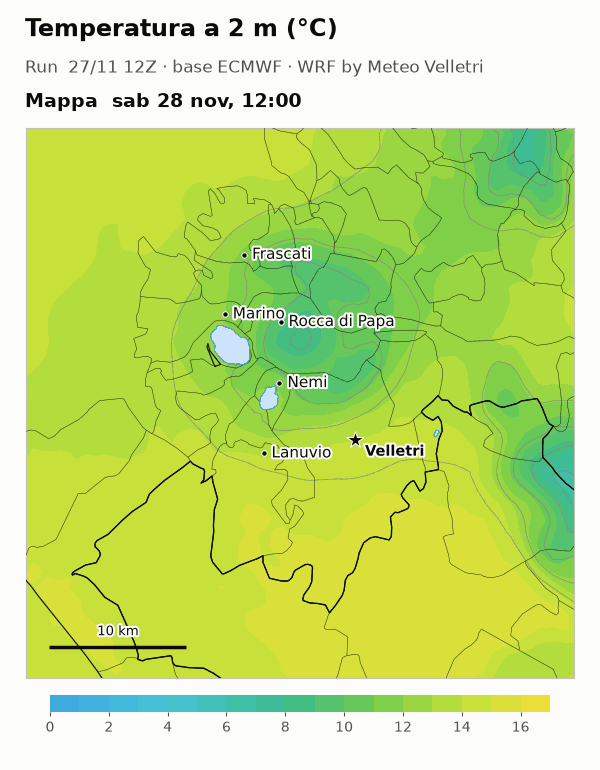 Temperatura a 2 m (°C)
Run  27/11 12Z · base ECMWF · WRF by Meteo Velletri
Mappa  sab 28 nov, 12:00
Frascati
Marino
Rocca di Papa
Nemi
Velletri
Lanuvio
10 km
0 2 4 6 8 10 12 14 16